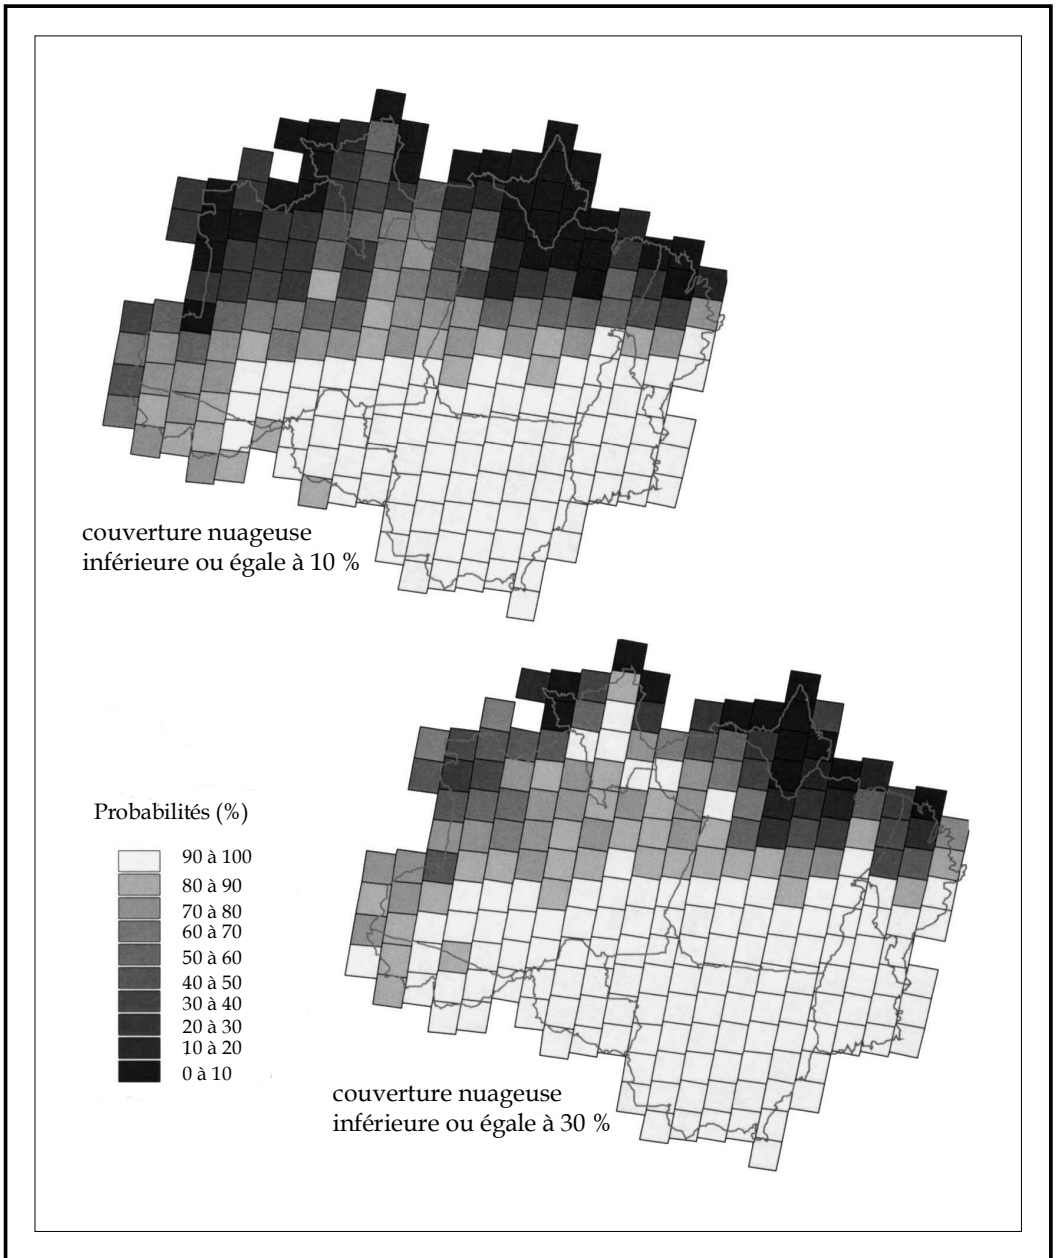 couverture nuageuse
inférieure ou égale à 10 %
Probabilités (%)
90 à 100
80 à 90
70 à 80
60 à 70
50 à 60
40 à 50
30 à 40
20 à 30
10 à 20
0 à 10
couverture nuageuse
inférieure ou égale à 30 %